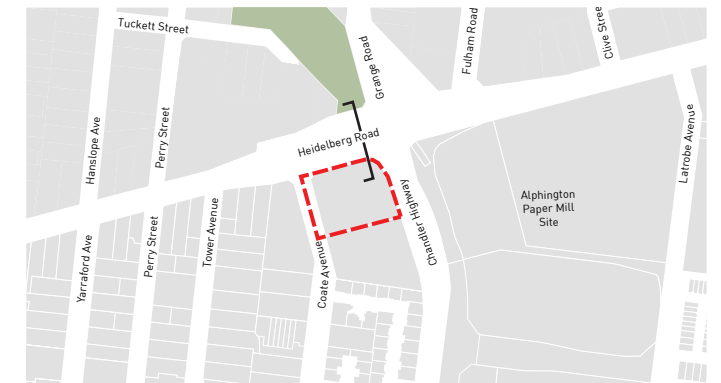 Tuckett Street
Hanslope Ave
Perry Street
Grange Road
Fulham Road
Clive Stree
Heidelberg Road
Latrobe Avenue
Alphington
Paper Mill
Site
Yarraford Ave
Perry Street
Tower Avenue
Coate Avenue
Chandler Highway